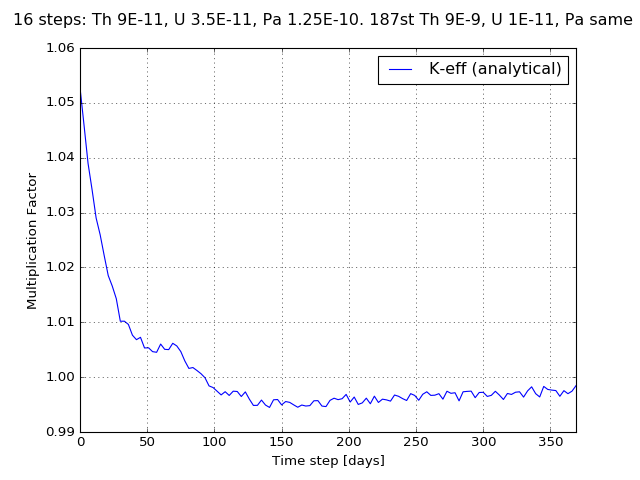 16 steps: Th 9E-11, U 3.5E-11, Pa 1.25E-10. 187st Th 9E-9, U 1E-11, Pa same
K-eff (analytical)
Multiplication Factor
1.06
1.05
1.04
1.03
1.02
1.01
1.00
0.99
0 50 100 150 200 250 300 350
Time step [days]